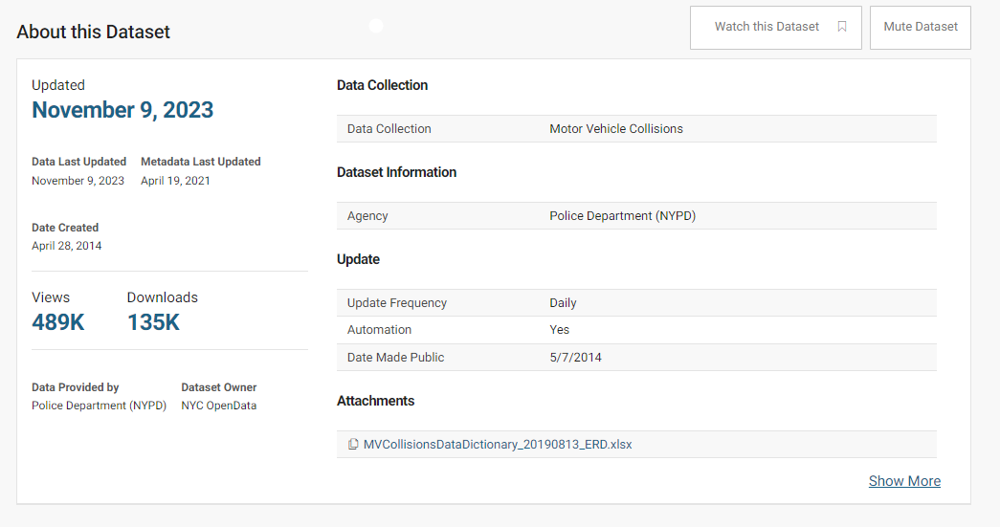 About this Dataset
Watch this Dataset
Mute Dataset
Updated
November 9, 2023
Data Last Updated
Metadata Last Updated
November 9, 2023
April 19, 2021
Date Created
April 28, 2014
Views
Downloads
489K
135K
Data Provided by
Dataset Owner
Police Department (NYPD)
NYC OpenData
Data Collection
Data Collection
Motor Vehicle Collisions
Dataset Information
Agency
Police Department (NYPD)
Update
Update Frequency
Daily
Automation
Yes
Date Made Public
5/7/2014
Attachments
MVCollisionsDataDictionary_20190813_ERD.xlsx
Show More